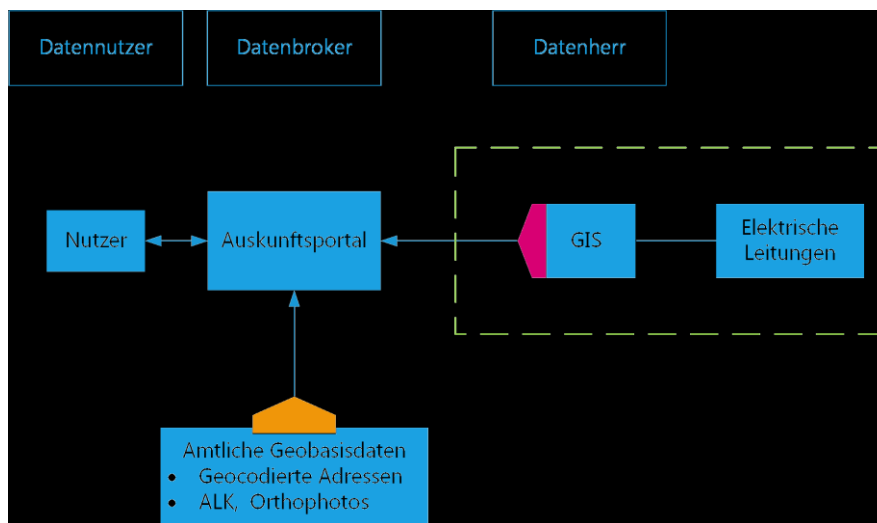 Datennutzer
Datenbroker
Datenherr
Nutzer
Auskunftsportal
GIS
Elektrische
Leitungen
Amtliche Geobasisdaten
• Geocodierte Adressen
• ALK, Orthophotos